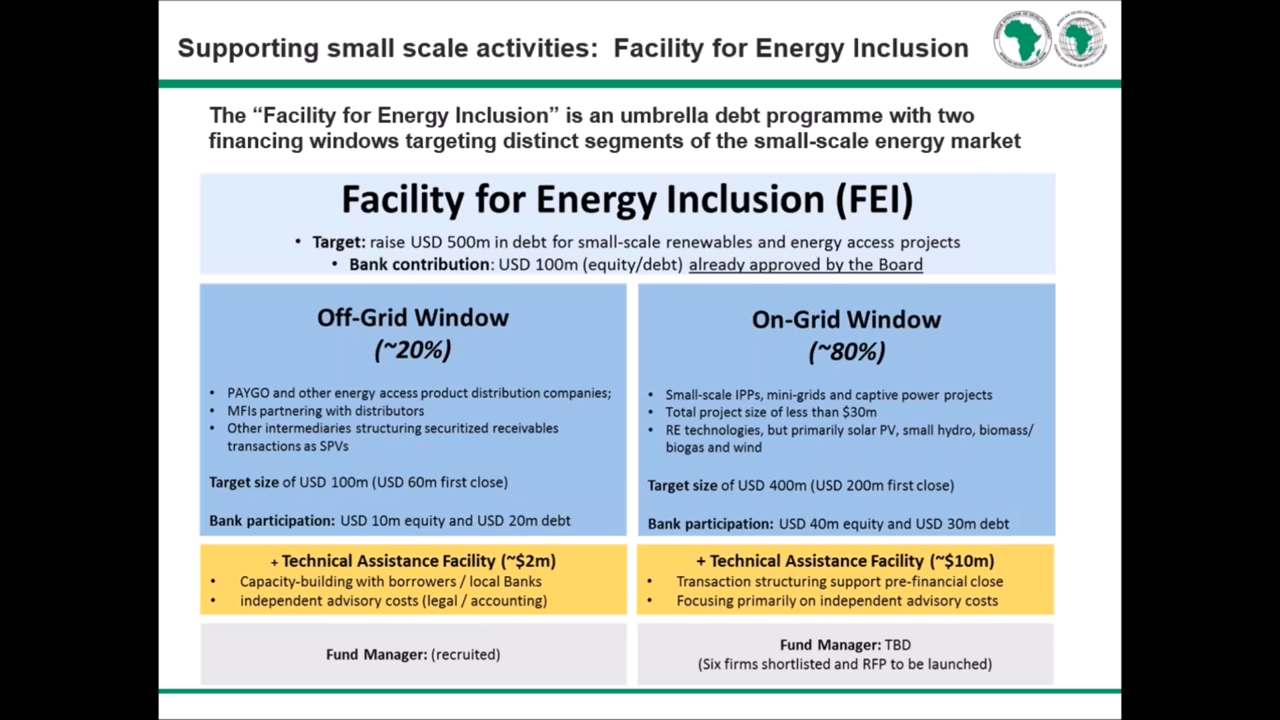 Supporting small scale activities:  Facility for Energy Inclusion
The “Facility for Energy Inclusion” is an umbrella debt programme with two
financing windows targeting distinct segments of the small-scale energy market
Facility for Energy Inclusion (FEI)
• Target: raise USD 500m in debt for small-scale renewables and energy access projects
• Bank contribution: USD 100m (equity/debt) already approved by the Board
Off-Grid Window
(~20%)
• PAYGO and other energy access product distribution companies;
• MFIs partnering with distributors
• Other intermediaries structuring securitized receivables
transactions as SPVs
Target size of USD 100m (USD 60m first close)
Bank participation: USD 10m equity and USD 20m debt
+ Technical Assistance Facility (~$2m)
• Capacity-building with borrowers / local Banks
• independent advisory costs (legal / accounting)
Fund Manager: (recruited)
On-Grid Window
(~80%)
• Small-scale IPPs, mini-grids and captive power projects
• Total project size of less than $30m
• RE technologies, but primarily solar PV, small hydro, biomass/
biogas and wind
Target size of USD 400m (USD 200m first close)
Bank participation: USD 40m equity and USD 30m debt
+ Technical Assistance Facility (~$10m)
• Transaction structuring support pre-financial close
• Focusing primarily on independent advisory costs
Fund Manager: TBD
(Six firms shortlisted and RFP to be launched)